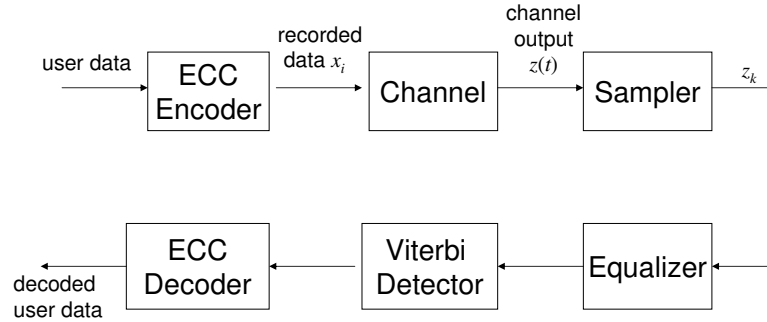 user data
ECC
Encoder
recorded
data x_i
Channel
channel
output
z(t)
Sampler
z_k
decoded
user data
ECC
Decoder
Viterbi
Detector
Equalizer